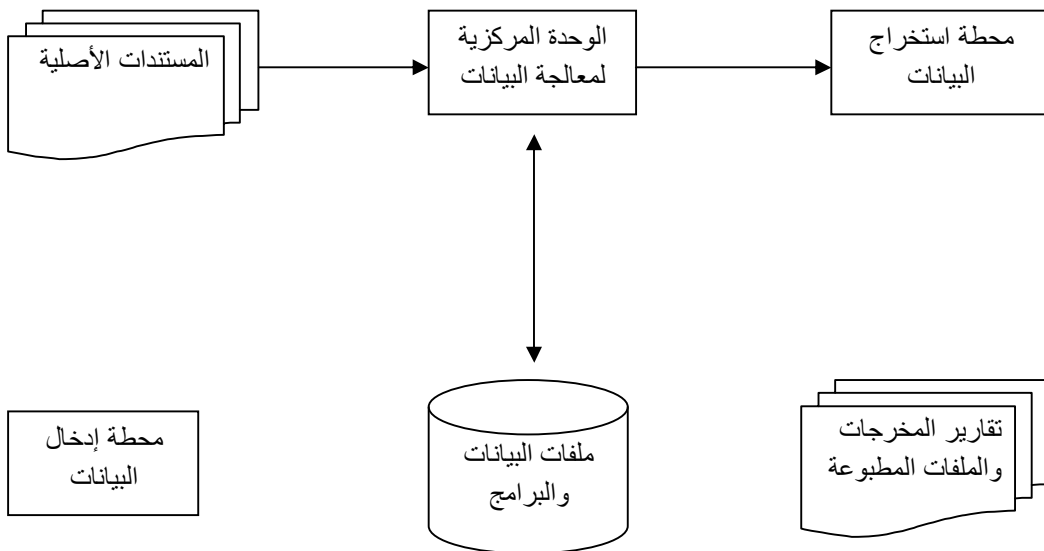 المستندات الأصلية
الوحدة المركزية
لمعالجة البيانات
محطة استخراج
البيانات
محطة إدخال
البيانات
ملفات البيانات
والبرامج
تقارير المخرجات
والملفات المطبوعة